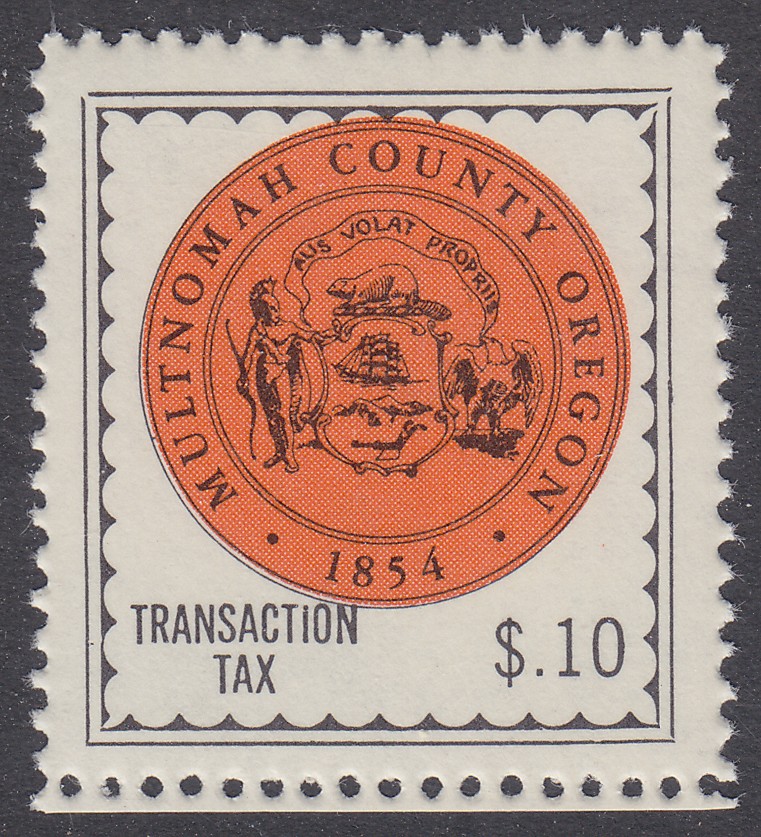 MULTNOMAH COUNTY OREGON
ALIS VOLAT PROPRIIS
· 1854 ·
TRANSACTiON
TAX
$.10